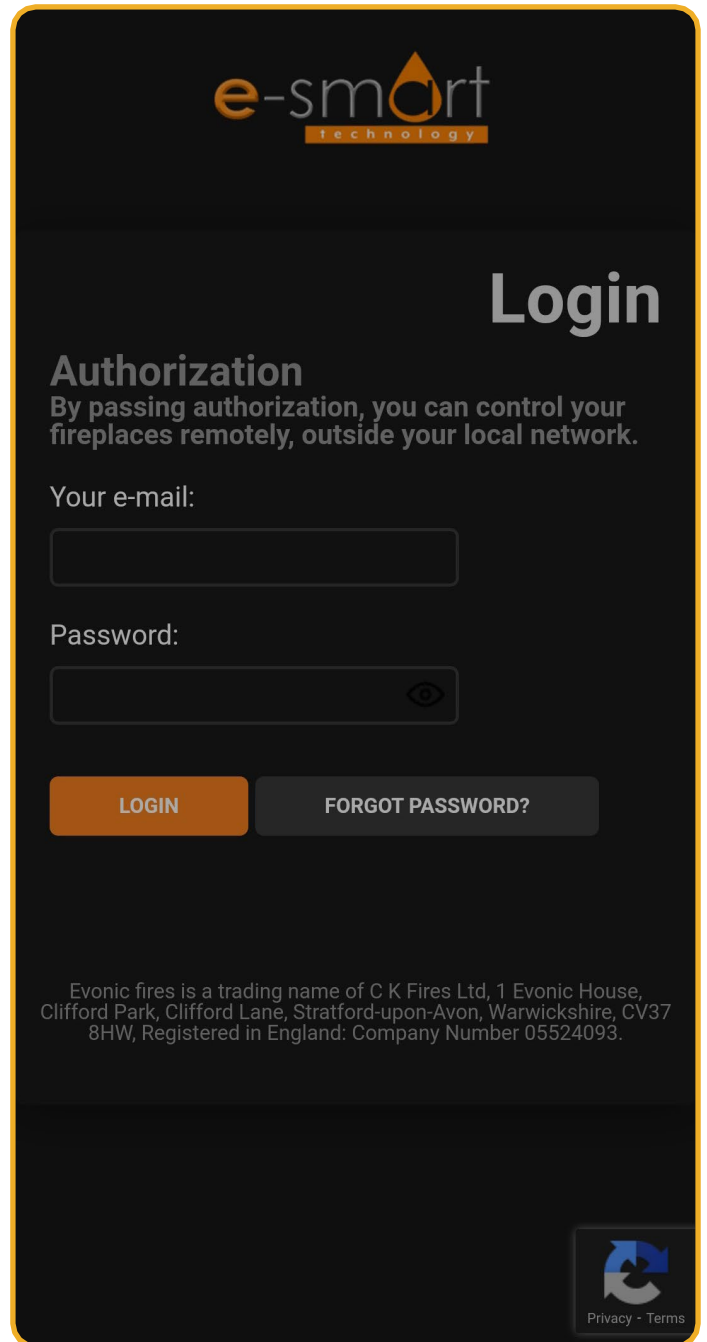 e-smart
technology
Login
Authorization
By passing authorization, you can control your
fireplaces remotely, outside your local network.
Your e-mail:
Password:
LOGIN
FORGOT PASSWORD?
Evonic fires is a trading name of C K Fires Ltd, 1 Evonic House,
Clifford Park, Clifford Lane, Stratford-upon-Avon, Warwickshire, CV37
8HW, Registered in England: Company Number 05524093.
Privacy - Terms